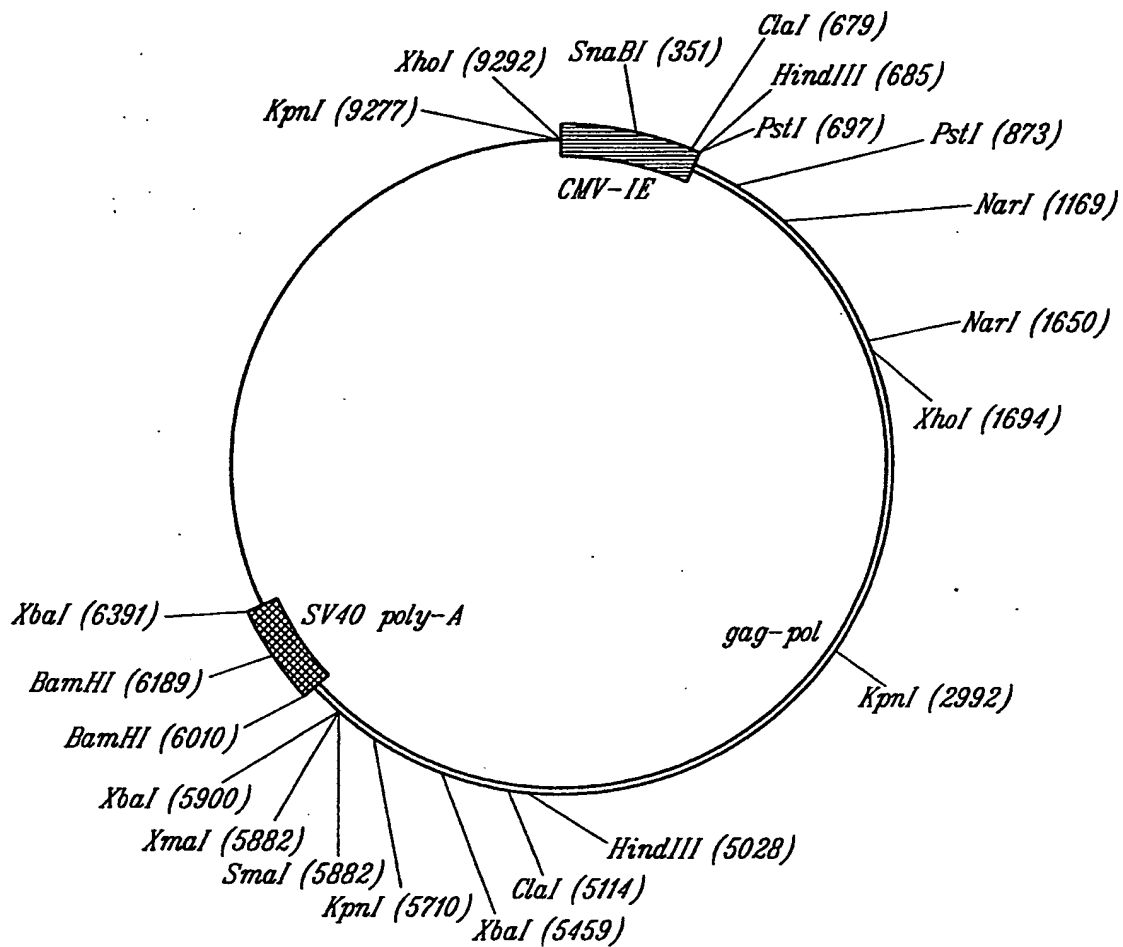 XhoI (9292)
SnaBI (351)
ClaI (679)
KpnI (9277)
HindIII (685)
PstI (697)
PstI (873)
CMV-IE
NarI (1169)
NarI (1650)
XhoI (1694)
XbaI (6391)
SV40 poly-A
gag-pol
BamHI (6189)
KpnI (2992)
BamHI (6010)
XbaI (5900)
XmaI (5882)
SmaI (5882)
KpnI (5710)
XbaI (5459)
ClaI (5114)
HindIII (5028)